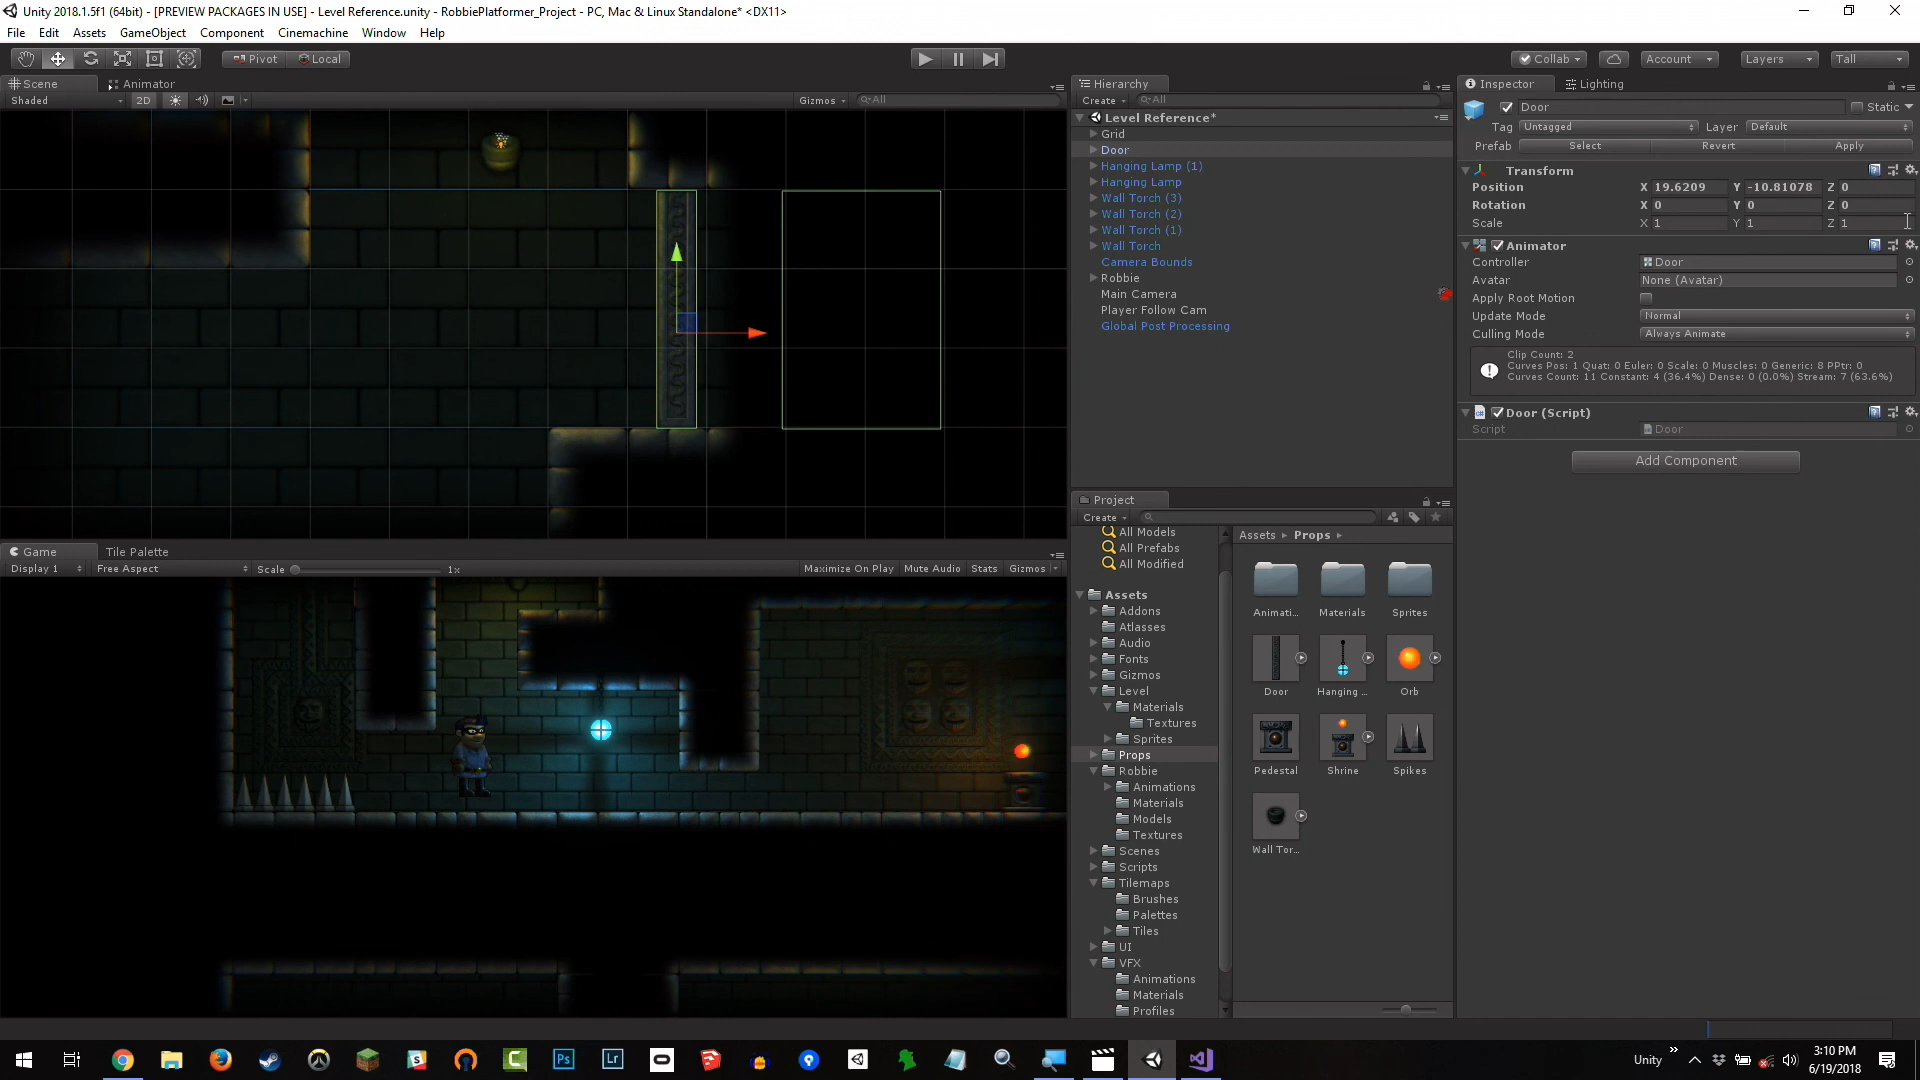 Unity 2018.1.5f1 (64bit) - [PREVIEW PACKAGES IN USE] - Level Reference.unity - RobbiePlatformer_Project - PC, Mac & Linux Standalone* <DX11>
File Edit Assets GameObject Component Cinemachine Window Help
Pivot Local
Collab Account Layers Tall
Scene Animator
Shaded 2D Gizmos All
Hierarchy
Create All
Level Reference*
Grid
Door
Hanging Lamp (1)
Hanging Lamp
Wall Torch (3)
Wall Torch (2)
Wall Torch (1)
Wall Torch
Camera Bounds
Robbie
Main Camera
Player Follow Cam
Global Post Processing
Inspector Lighting
Door Static
Tag Untagged Layer Default
Prefab Select Revert Apply
Transform
Position X 19.6209 Y -10.81078 Z 0
Rotation X 0 Y 0 Z 0
Scale X 1 Y 1 Z 1
Animator
Controller Door
Avatar None (Avatar)
Apply Root Motion
Update Mode Normal
Culling Mode Always Animate
Clip Count: 2
Curves Pos: 1 Quat: 0 Euler: 0 Scale: 0 Muscles: 0 Generic: 8 PPtr: 0
Curves Count: 11 Constant: 4 (36.4%) Dense: 0 (0.0%) Stream: 7 (63.6%)
Door (Script)
Script Door
Add Component
Game Tile Palette
Display 1 Free Aspect Scale 1x Maximize On Play Mute Audio Stats Gizmos
Project
Create
All Models
All Prefabs
All Modified
Assets
Addons
Atlasses
Audio
Fonts
Gizmos
Level
Materials
Textures
Sprites
Props
Robbie
Animations
Materials
Models
Textures
Scenes
Scripts
Tilemaps
Brushes
Palettes
Tiles
UI
VFX
Animations
Materials
Profiles
Assets Props
Animati... Materials Sprites
Door Hanging ... Orb
Pedestal Shrine Spikes
Wall Tor...
Ps Lr
Unity
3:10 PM
6/19/2018